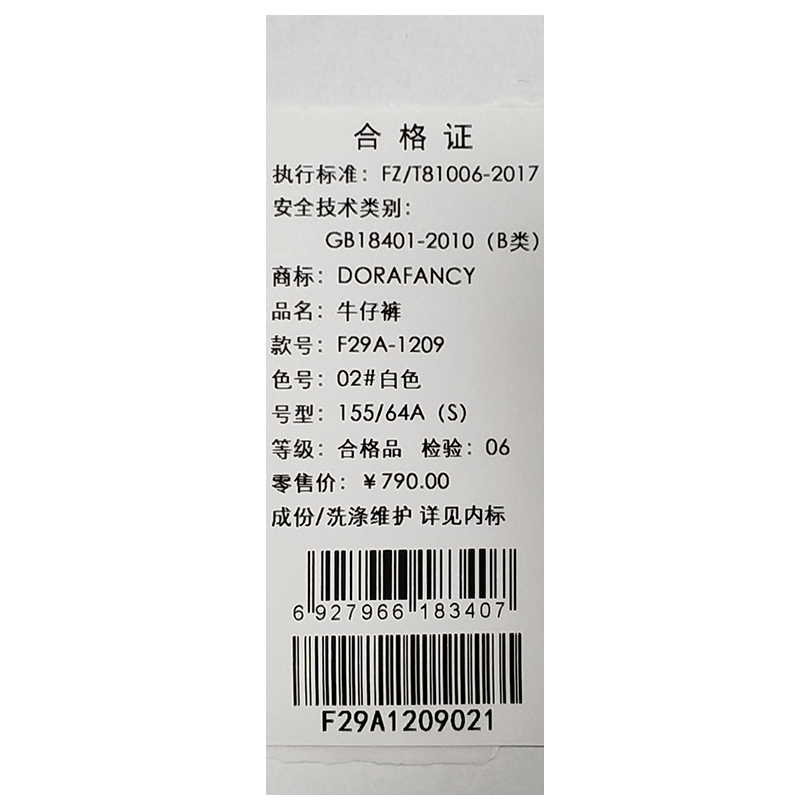 合格证
执行标准：FZ/T81006-2017
安全技术类别：
GB18401-2010（B类）
商标：DORAFANCY
品名：牛仔裤
款号：F29A-1209
色号：02#白色
号型：155/64A（S）
等级：合格品 检验：06
零售价：￥790.00
成份/洗涤维护 详见内标
6 927966 183407
F29A1209021